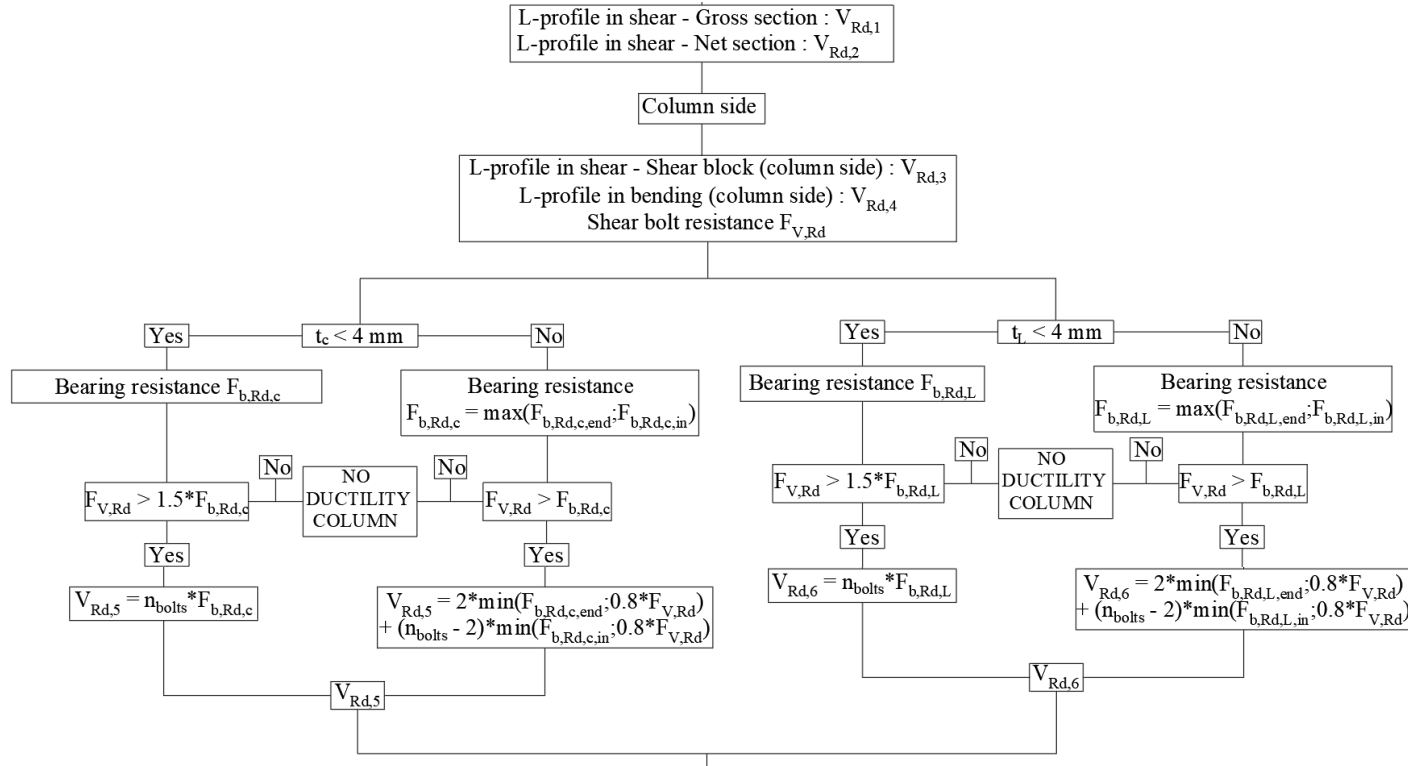 L-profile in shear - Gross section : V_Rd,1
L-profile in shear - Net section : V_Rd,2
Column side
L-profile in shear - Shear block (column side) : V_Rd,3
L-profile in bending (column side) : V_Rd,4
Shear bolt resistance F_V,Rd
Yes
t_c < 4 mm
No
Bearing resistance F_b,Rd,c
Bearing resistance
F_b,Rd,c = max(F_b,Rd,c,end;F_b,Rd,c,in)
No
No
F_V,Rd > 1.5*F_b,Rd,c
NO
DUCTILITY
COLUMN
F_V,Rd > F_b,Rd,c
Yes
Yes
V_Rd,5 = n_bolts*F_b,Rd,c
V_Rd,5 = 2*min(F_b,Rd,c,end;0.8*F_V,Rd)
+ (n_bolts - 2)*min(F_b,Rd,c,in;0.8*F_V,Rd)
V_Rd,5
Yes
t_L < 4 mm
No
Bearing resistance F_b,Rd,L
Bearing resistance
F_b,Rd,L = max(F_b,Rd,L,end;F_b,Rd,L,in)
No
No
F_V,Rd > 1.5*F_b,Rd,L
NO
DUCTILITY
COLUMN
F_V,Rd > F_b,Rd,L
Yes
Yes
V_Rd,6 = n_bolts*F_b,Rd,L
V_Rd,6 = 2*min(F_b,Rd,L,end;0.8*F_V,Rd)
+ (n_bolts - 2)*min(F_b,Rd,L,in;0.8*F_V,Rd)
V_Rd,6